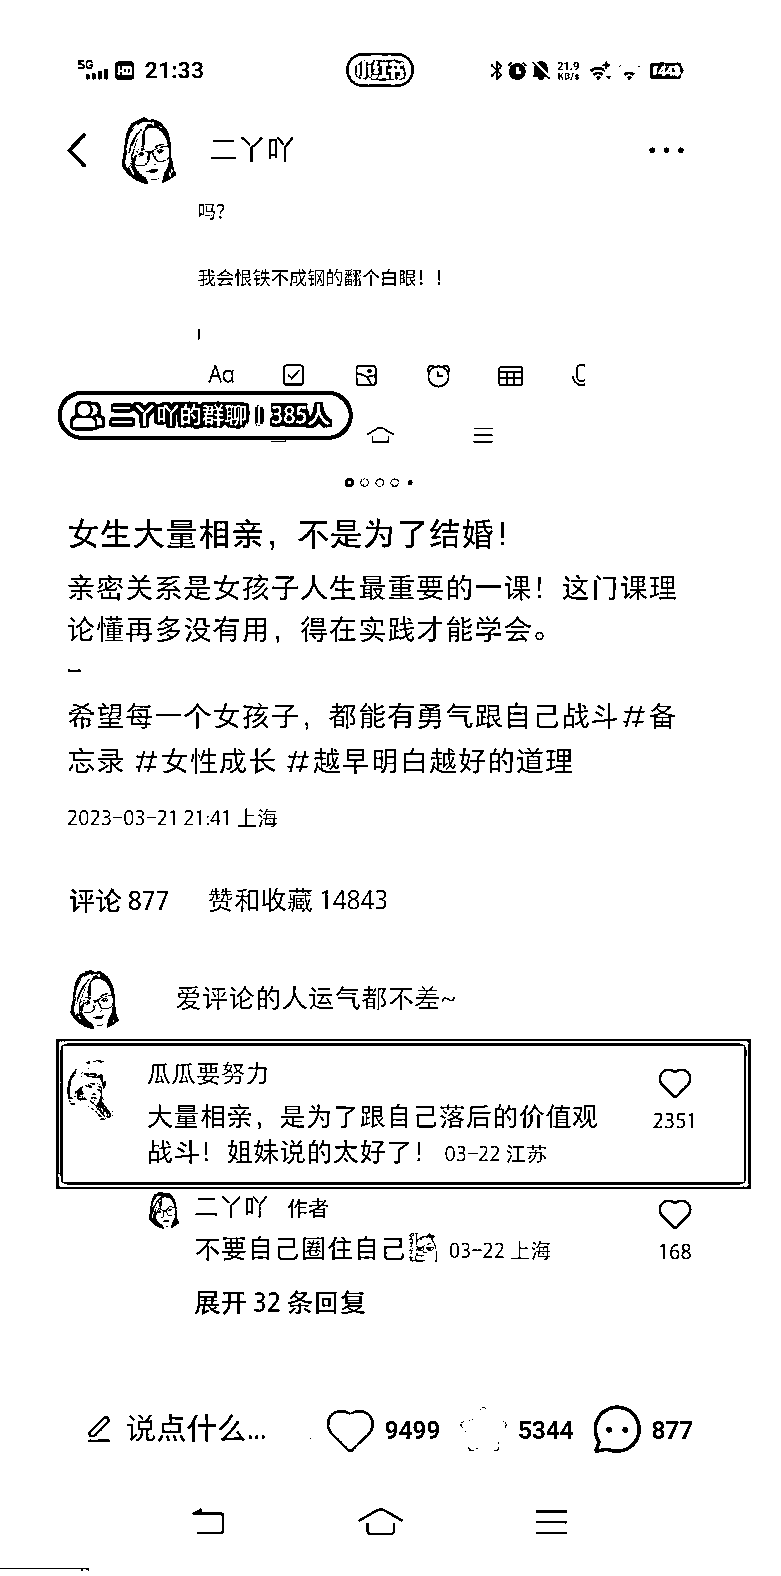 5G HD 21:33 小红书 21.9 KB/s
二丫吖
吗？
我会恨铁不成钢的翻个白眼！！
Aa
二丫吖的群聊 | 385人
女生大量相亲，不是为了结婚！
亲密关系是女孩子人生最重要的一课！这门课理
论懂再多没有用，得在实践才能学会。
-
希望每一个女孩子，都能有勇气跟自己战斗#备
忘录 #女性成长 #越早明白越好的道理
2023-03-21 21:41 上海
评论 877 赞和收藏 14843
爱评论的人运气都不差~
瓜瓜要努力
大量相亲，是为了跟自己落后的价值观
战斗！姐妹说的太好了！ 03-22 江苏
2351
二丫吖 作者
不要自己圈住自己 03-22 上海
168
展开 32 条回复
说点什么... 9499 5344 877